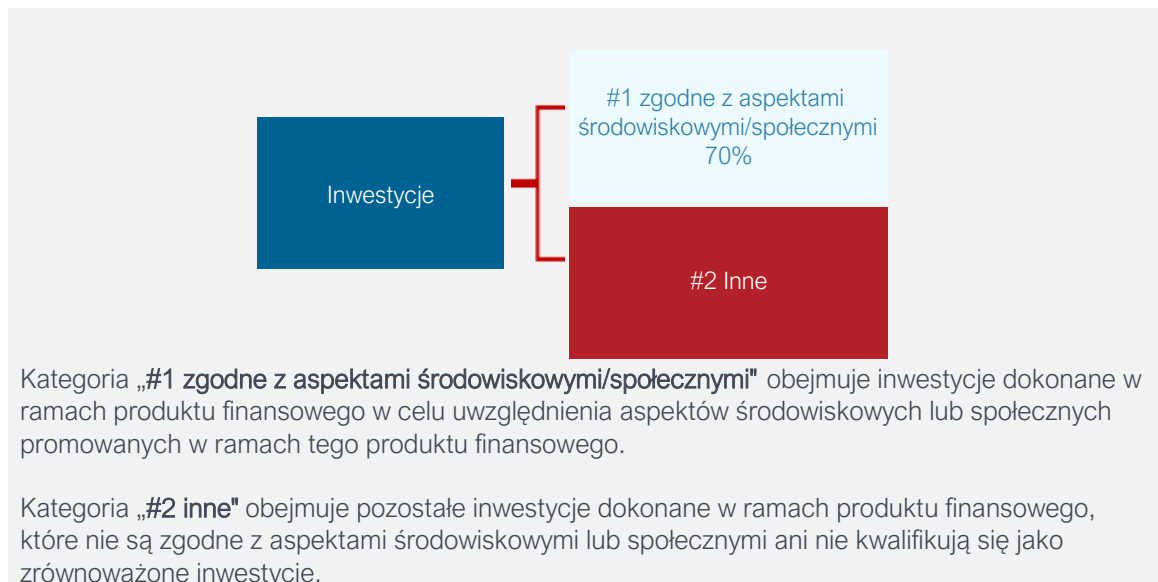 #1 zgodne z aspektami
środowiskowymi/społecznymi
70%
Inwestycje
#2 Inne
Kategoria „#1 zgodne z aspektami środowiskowymi/społecznymi" obejmuje inwestycje dokonane w
ramach produktu finansowego w celu uwzględnienia aspektów środowiskowych lub społecznych
promowanych w ramach tego produktu finansowego.
Kategoria „#2 inne" obejmuje pozostałe inwestycje dokonane w ramach produktu finansowego,
które nie są zgodne z aspektami środowiskowymi lub społecznymi ani nie kwalifikują się jako
zrównoważone inwestycje.